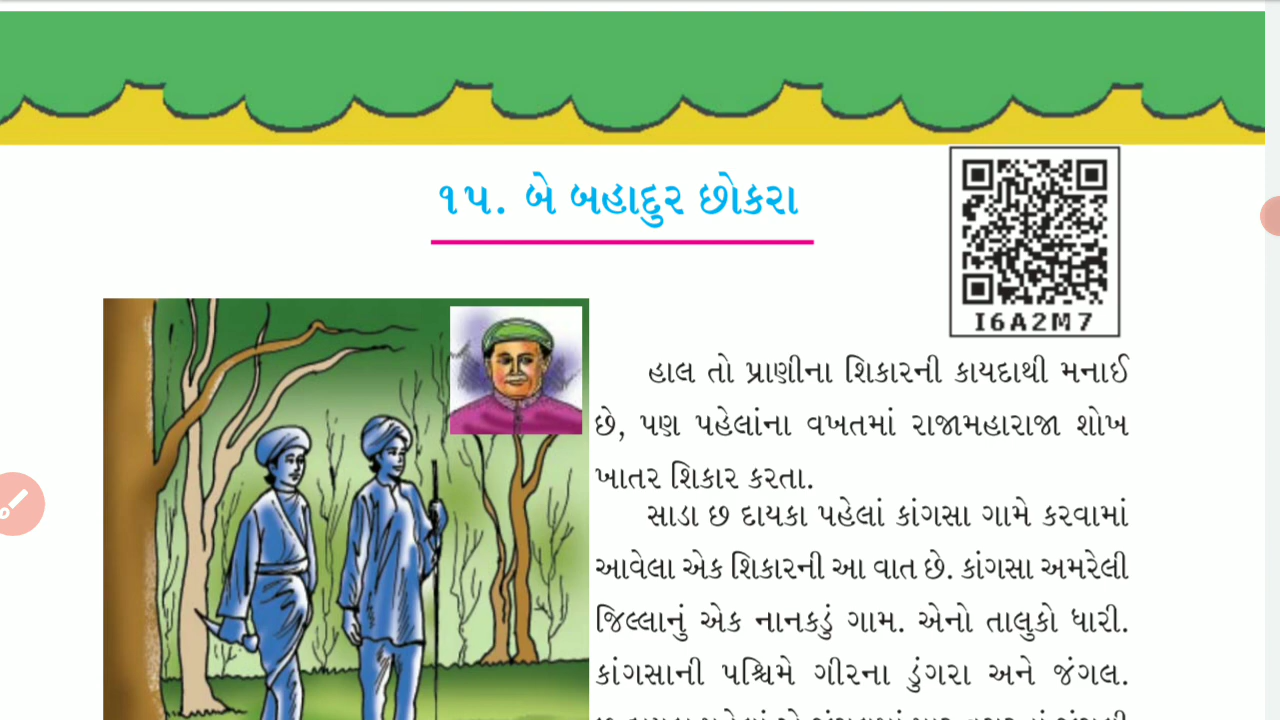 ૧૫. બે બહાદુર છોકરા
I6A2M7
હાલ તો પ્રાણીના શિકારની કાયદાથી મનાઈ
છે, પણ પહેલાંના વખતમાં રાજામહારાજા શોખ
ખાતર શિકાર કરતા.
સાડા છ દાયકા પહેલાં કાંગસા ગામે કરવામાં
આવેલા એક શિકારની આ વાત છે. કાંગસા અમરેલી
જિલ્લાનું એક નાનકડું ગામ. એનો તાલુકો ધારી.
કાંગસાની પશ્ચિમે ગીરના ડુંગરા અને જંગલ.